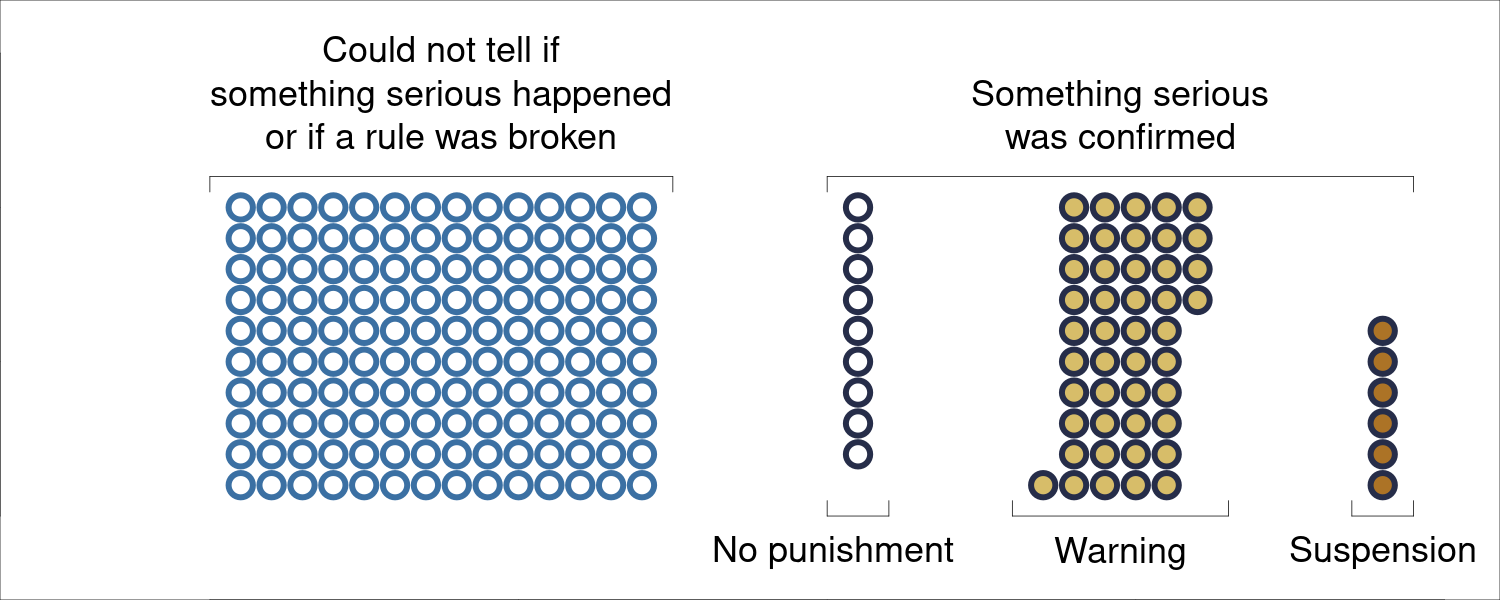 Could not tell if
something serious happened
or if a rule was broken
Something serious
was confirmed
No punishment
Warning
Suspension